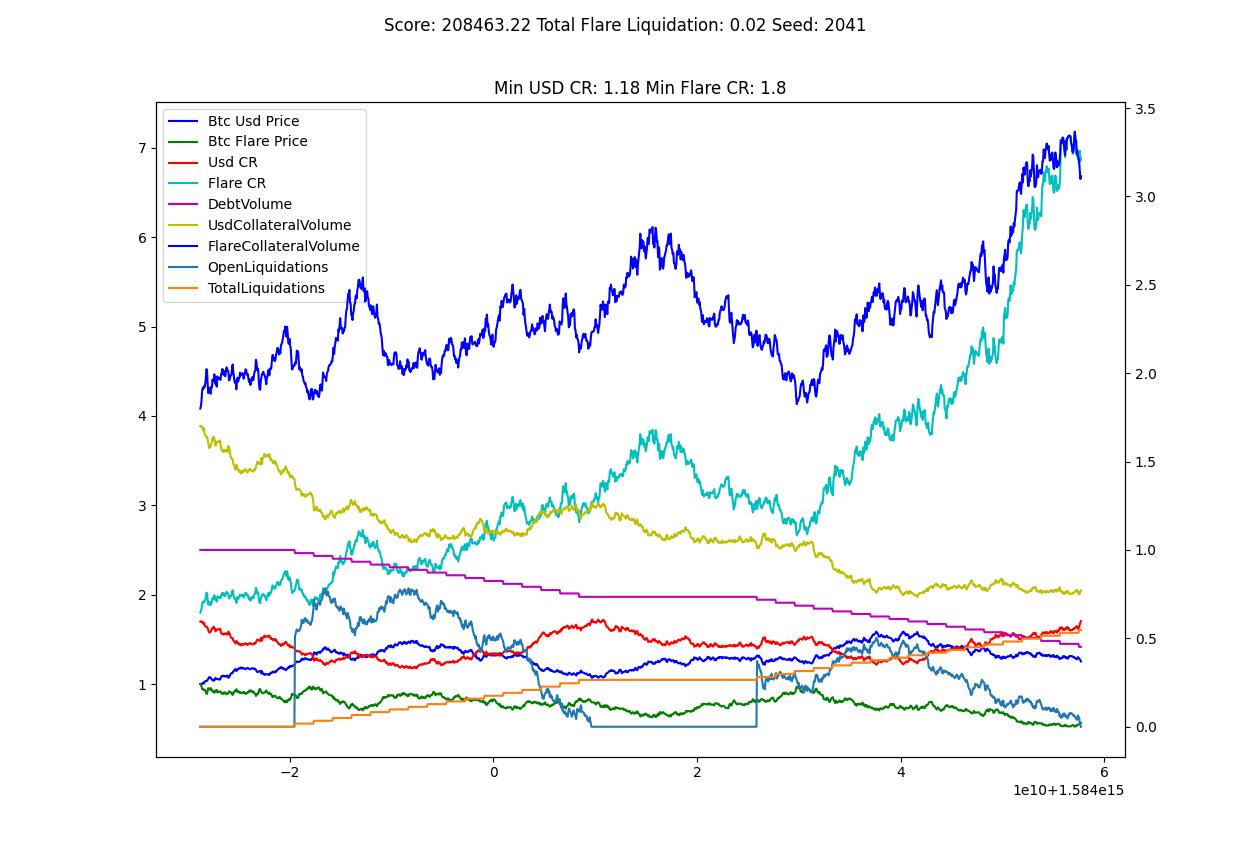 Score: 208463.22 Total Flare Liquidation: 0.02 Seed: 2041
Min USD CR: 1.18 Min Flare CR: 1.8
Btc Usd Price
Btc Flare Price
Usd CR
Flare CR
DebtVolume
UsdCollateralVolume
FlareCollateralVolume
OpenLiquidations
TotalLiquidations
7
6
5
4
3
2
1
3.5
3.0
2.5
2.0
1.5
1.0
0.5
0.0
−2 0 2 4 6
1e10+1.584e15